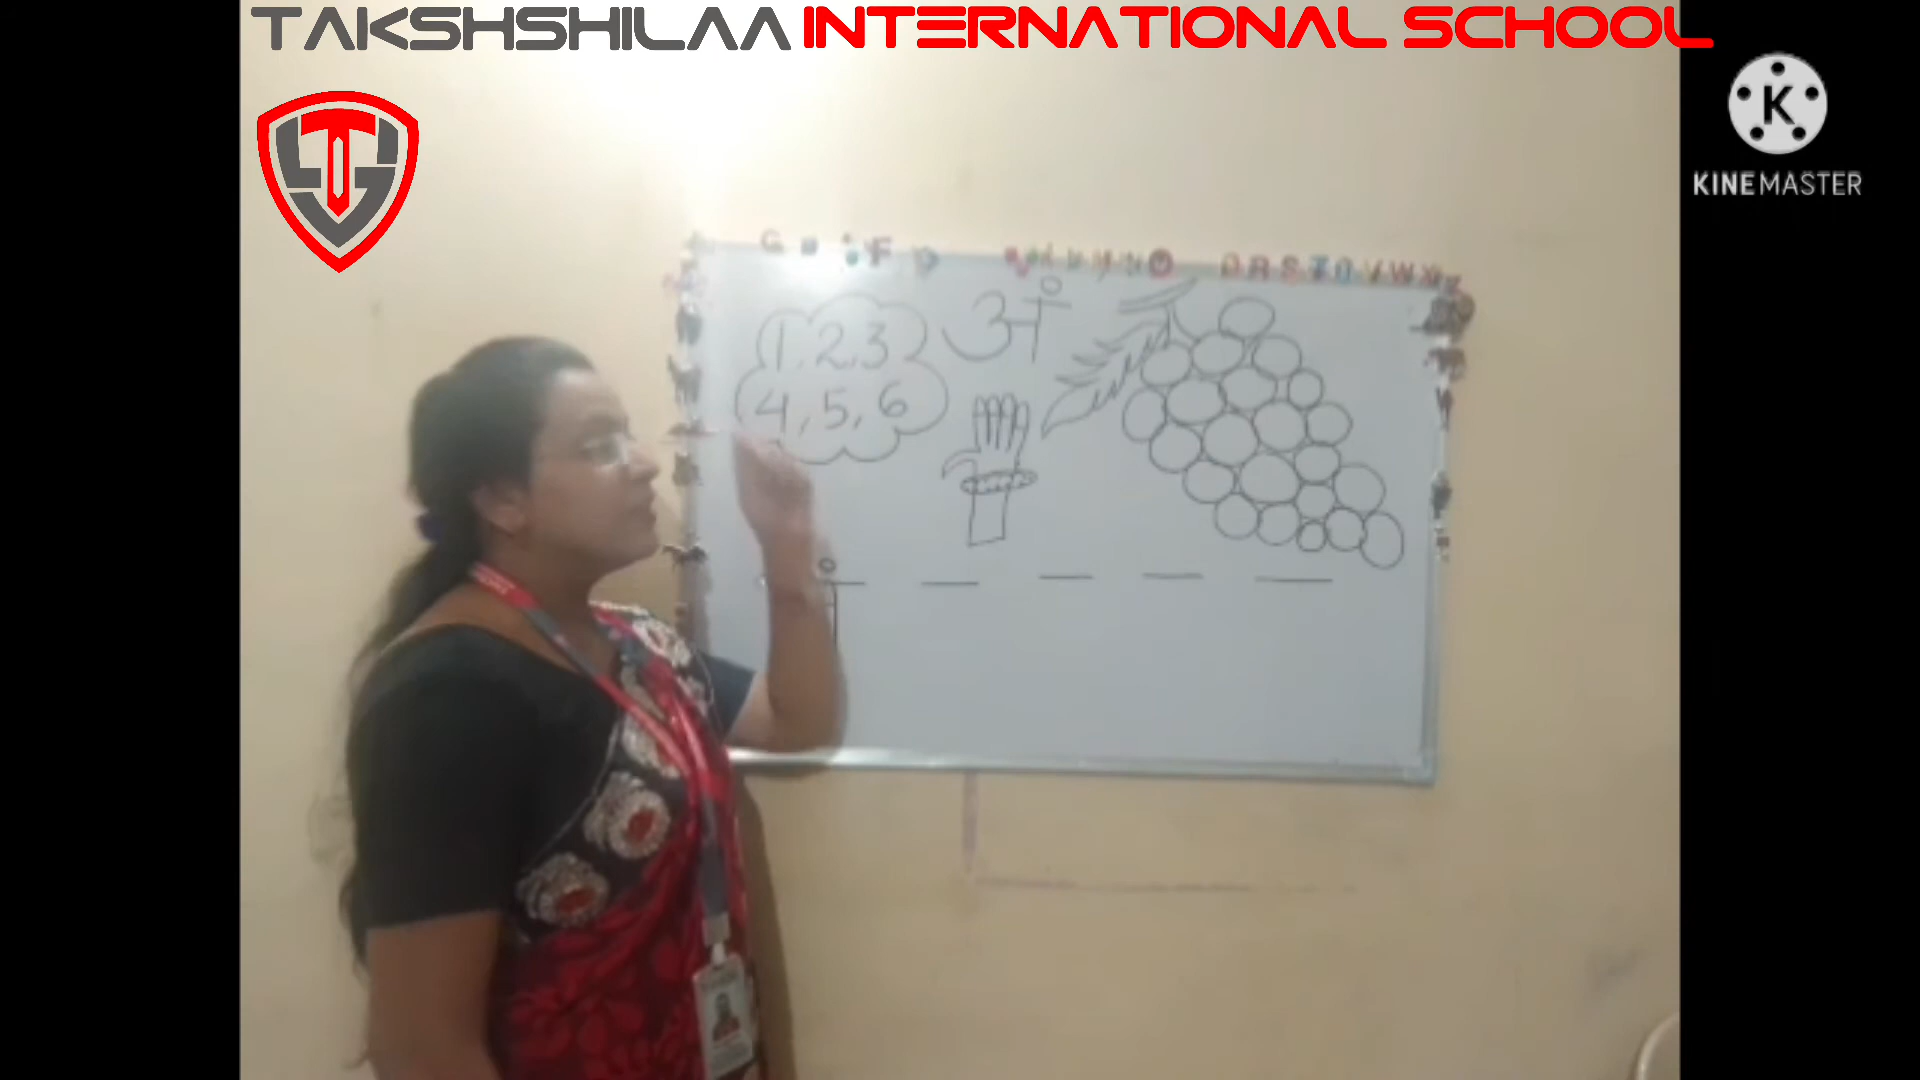 TAKSHSHILAA INTERNATIONAL SCHOOL
K
KINEMASTER
1, 2, 3
4, 5, 6
अं